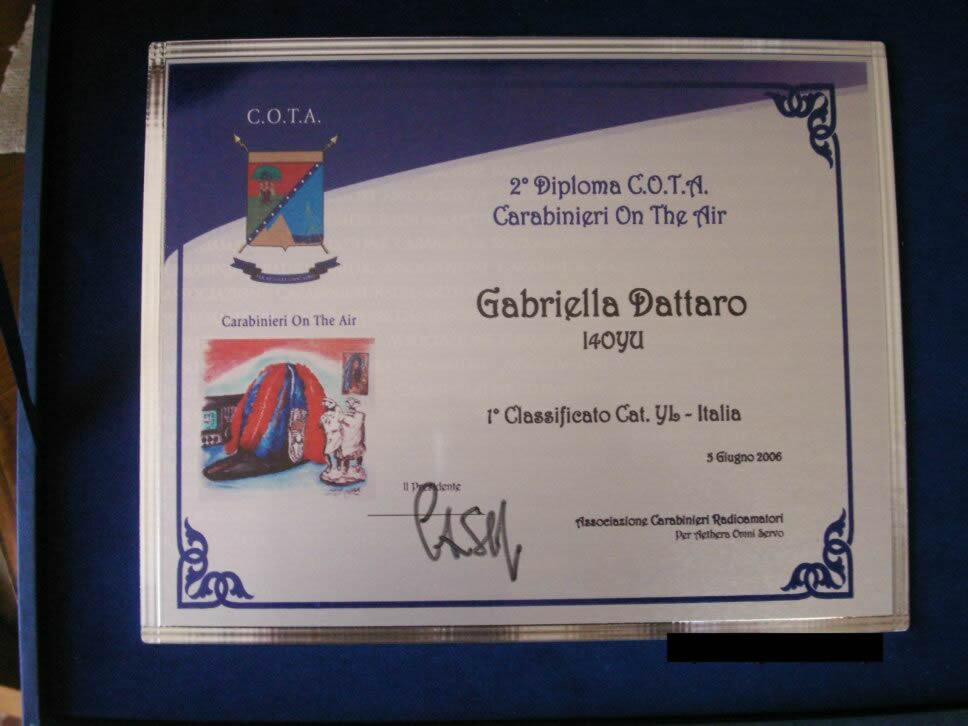 C.O.T.A.
2° Diploma C.O.T.A.
Carabinieri On The Air
Gabriella Dattaro
I4OYU
Carabinieri On The Air
1° Classificato Cat. YL - Italia
5 Giugno 2006
Il Presidente
Associazione Carabinieri Radioamatori
Per Aethera Omni Servo